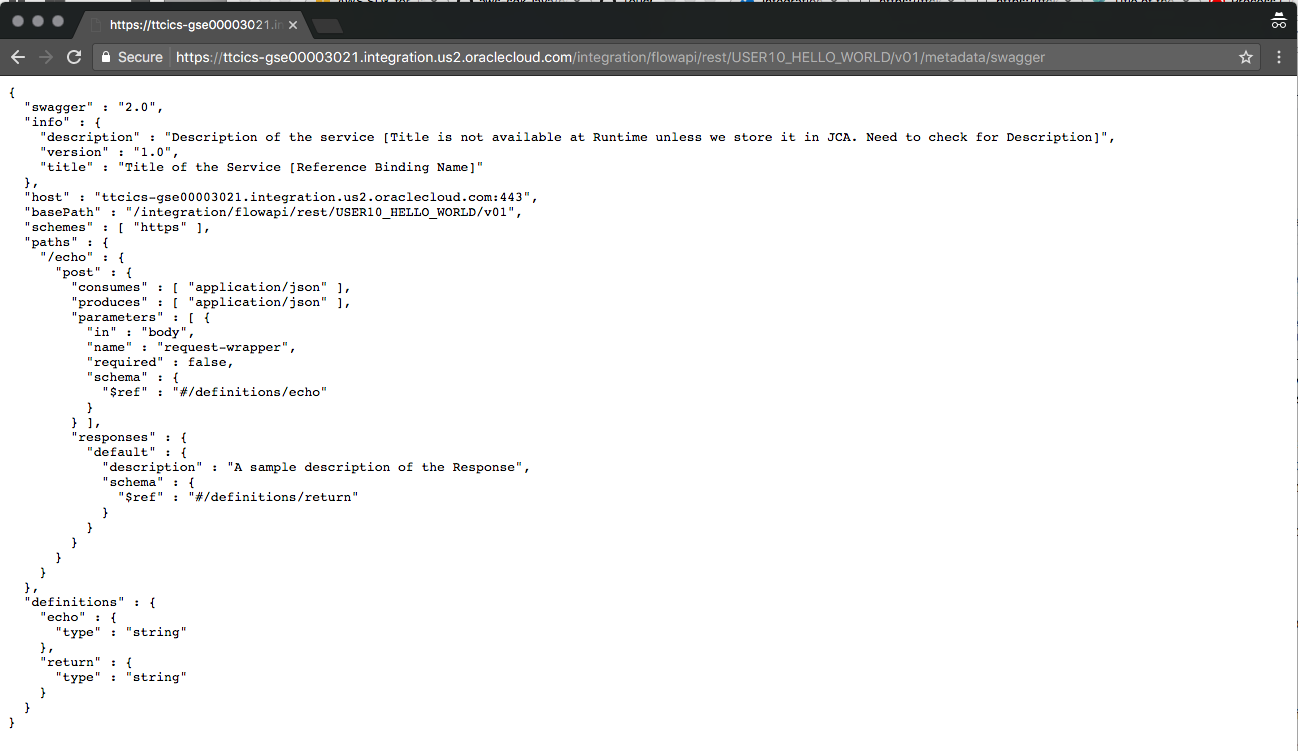 https://ttcics-gse00003021.in
Secure https://ttcics-gse00003021.integration.us2.oraclecloud.com/integration/flowapi/rest/USER10_HELLO_WORLD/v01/metadata/swagger
{
  "swagger" : "2.0",
  "info" : {
    "description" : "Description of the service [Title is not available at Runtime unless we store it in JCA. Need to check for Description]",
    "version" : "1.0",
    "title" : "Title of the Service [Reference Binding Name]"
  },
  "host" : "ttcics-gse00003021.integration.us2.oraclecloud.com:443",
  "basePath" : "/integration/flowapi/rest/USER10_HELLO_WORLD/v01",
  "schemes" : [ "https" ],
  "paths" : {
    "/echo" : {
      "post" : {
        "consumes" : [ "application/json" ],
        "produces" : [ "application/json" ],
        "parameters" : [ {
          "in" : "body",
          "name" : "request-wrapper",
          "required" : false,
          "schema" : {
            "$ref" : "#/definitions/echo"
          }
        } ],
        "responses" : {
          "default" : {
            "description" : "A sample description of the Response",
            "schema" : {
              "$ref" : "#/definitions/return"
            }
          }
        }
      }
    }
  },
  "definitions" : {
    "echo" : {
      "type" : "string"
    },
    "return" : {
      "type" : "string"
    }
  }
}